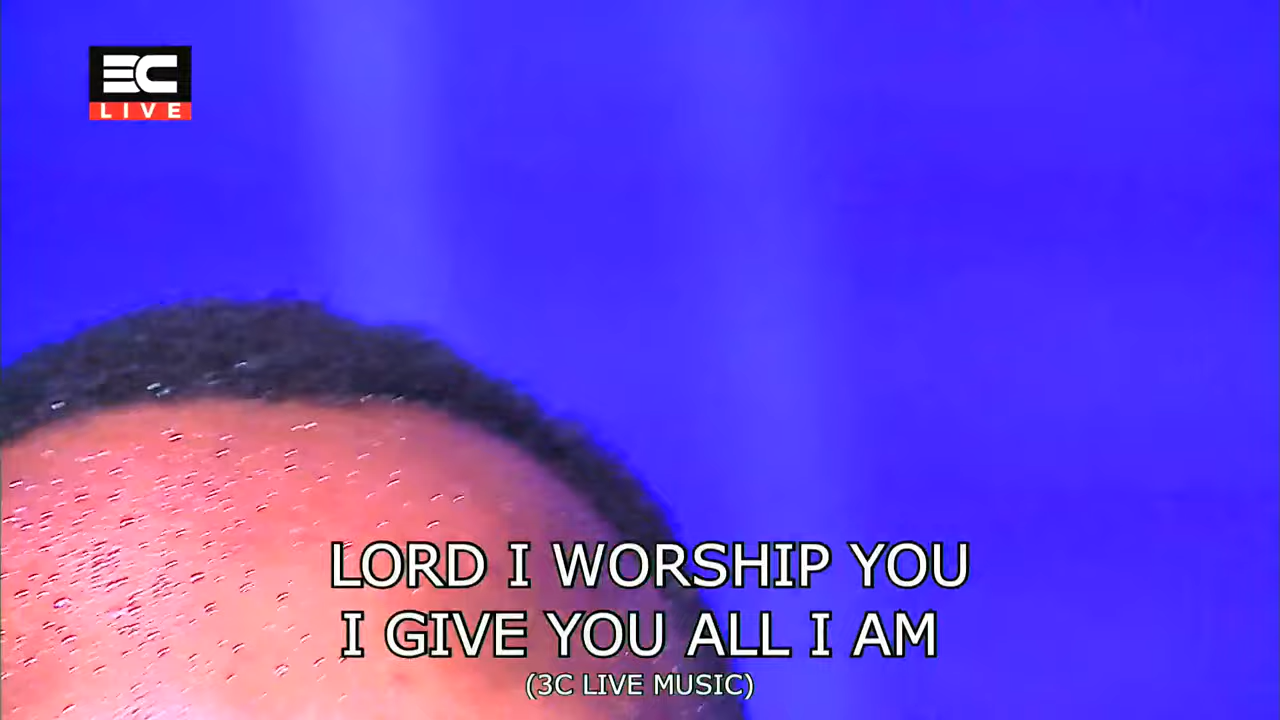 3C
LIVE
LORD I WORSHIP YOU
I GIVE YOU ALL I AM
(3C LIVE MUSIC)